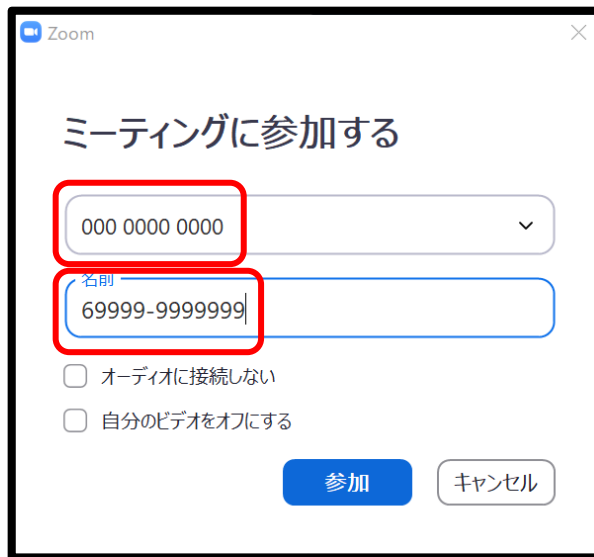 Zoom
ミーティングに参加する
000 0000 0000
名前
69999-9999999
オーディオに接続しない
自分のビデオをオフにする
参加
キャンセル